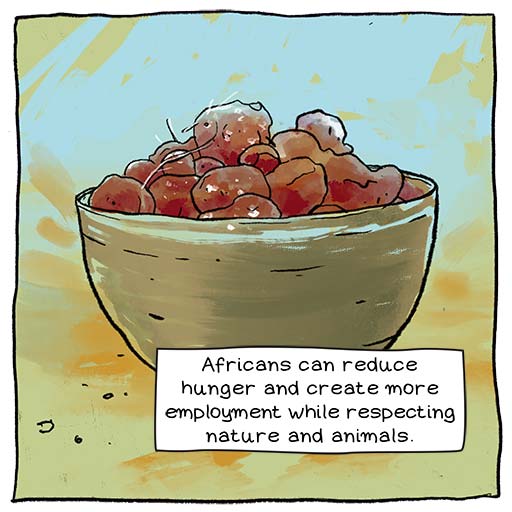 Africans can reduce
hunger and create more
employment while respecting
nature and animals.